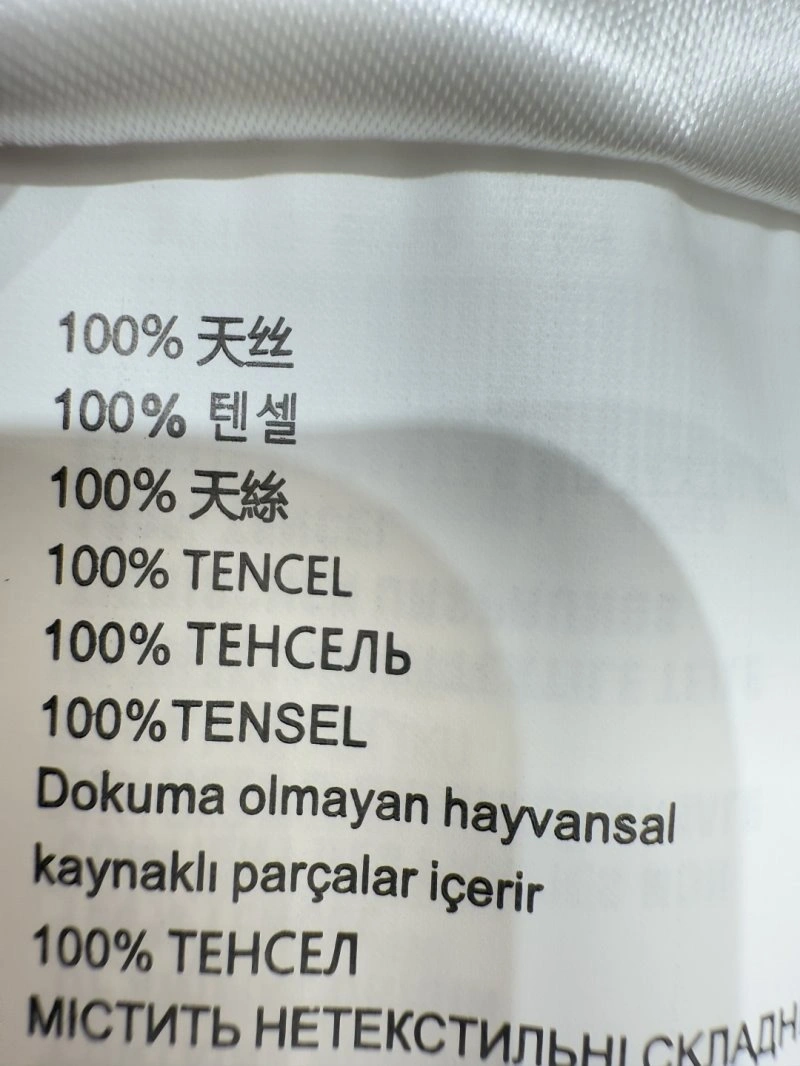 100% 天丝
100% 텐셀
100% 天絲
100% TENCEL
100% ТЕНСЕЛЬ
100%TENSEL
Dokuma olmayan hayvansal
kaynaklı parçalar içerir
100% ТЕНСЕЛ
МІСТИТЬ НЕТЕКСТИЛЬНІ